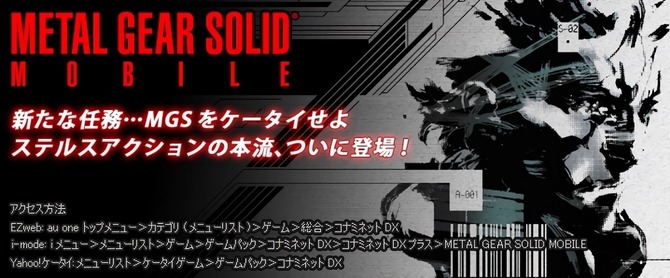 METAL GEAR SOLID
MOBILE
S-02
新たな任務…MGSをケータイせよ
ステルスアクションの本流、ついに登場！
A-001
アクセス方法
EZweb: au one トップメニュー＞カテゴリ（メニューリスト）＞ゲーム＞総合＞コナミネットDX
i-mode: iメニュー＞メニューリスト＞ゲーム＞ゲームパック＞コナミネットDX＞コナミネットDXプラス＞METAL GEAR SOLID MOBILE
Yahoo!ケータイ: メニューリスト＞ケータイゲーム＞ゲームパック＞コナミネットDX